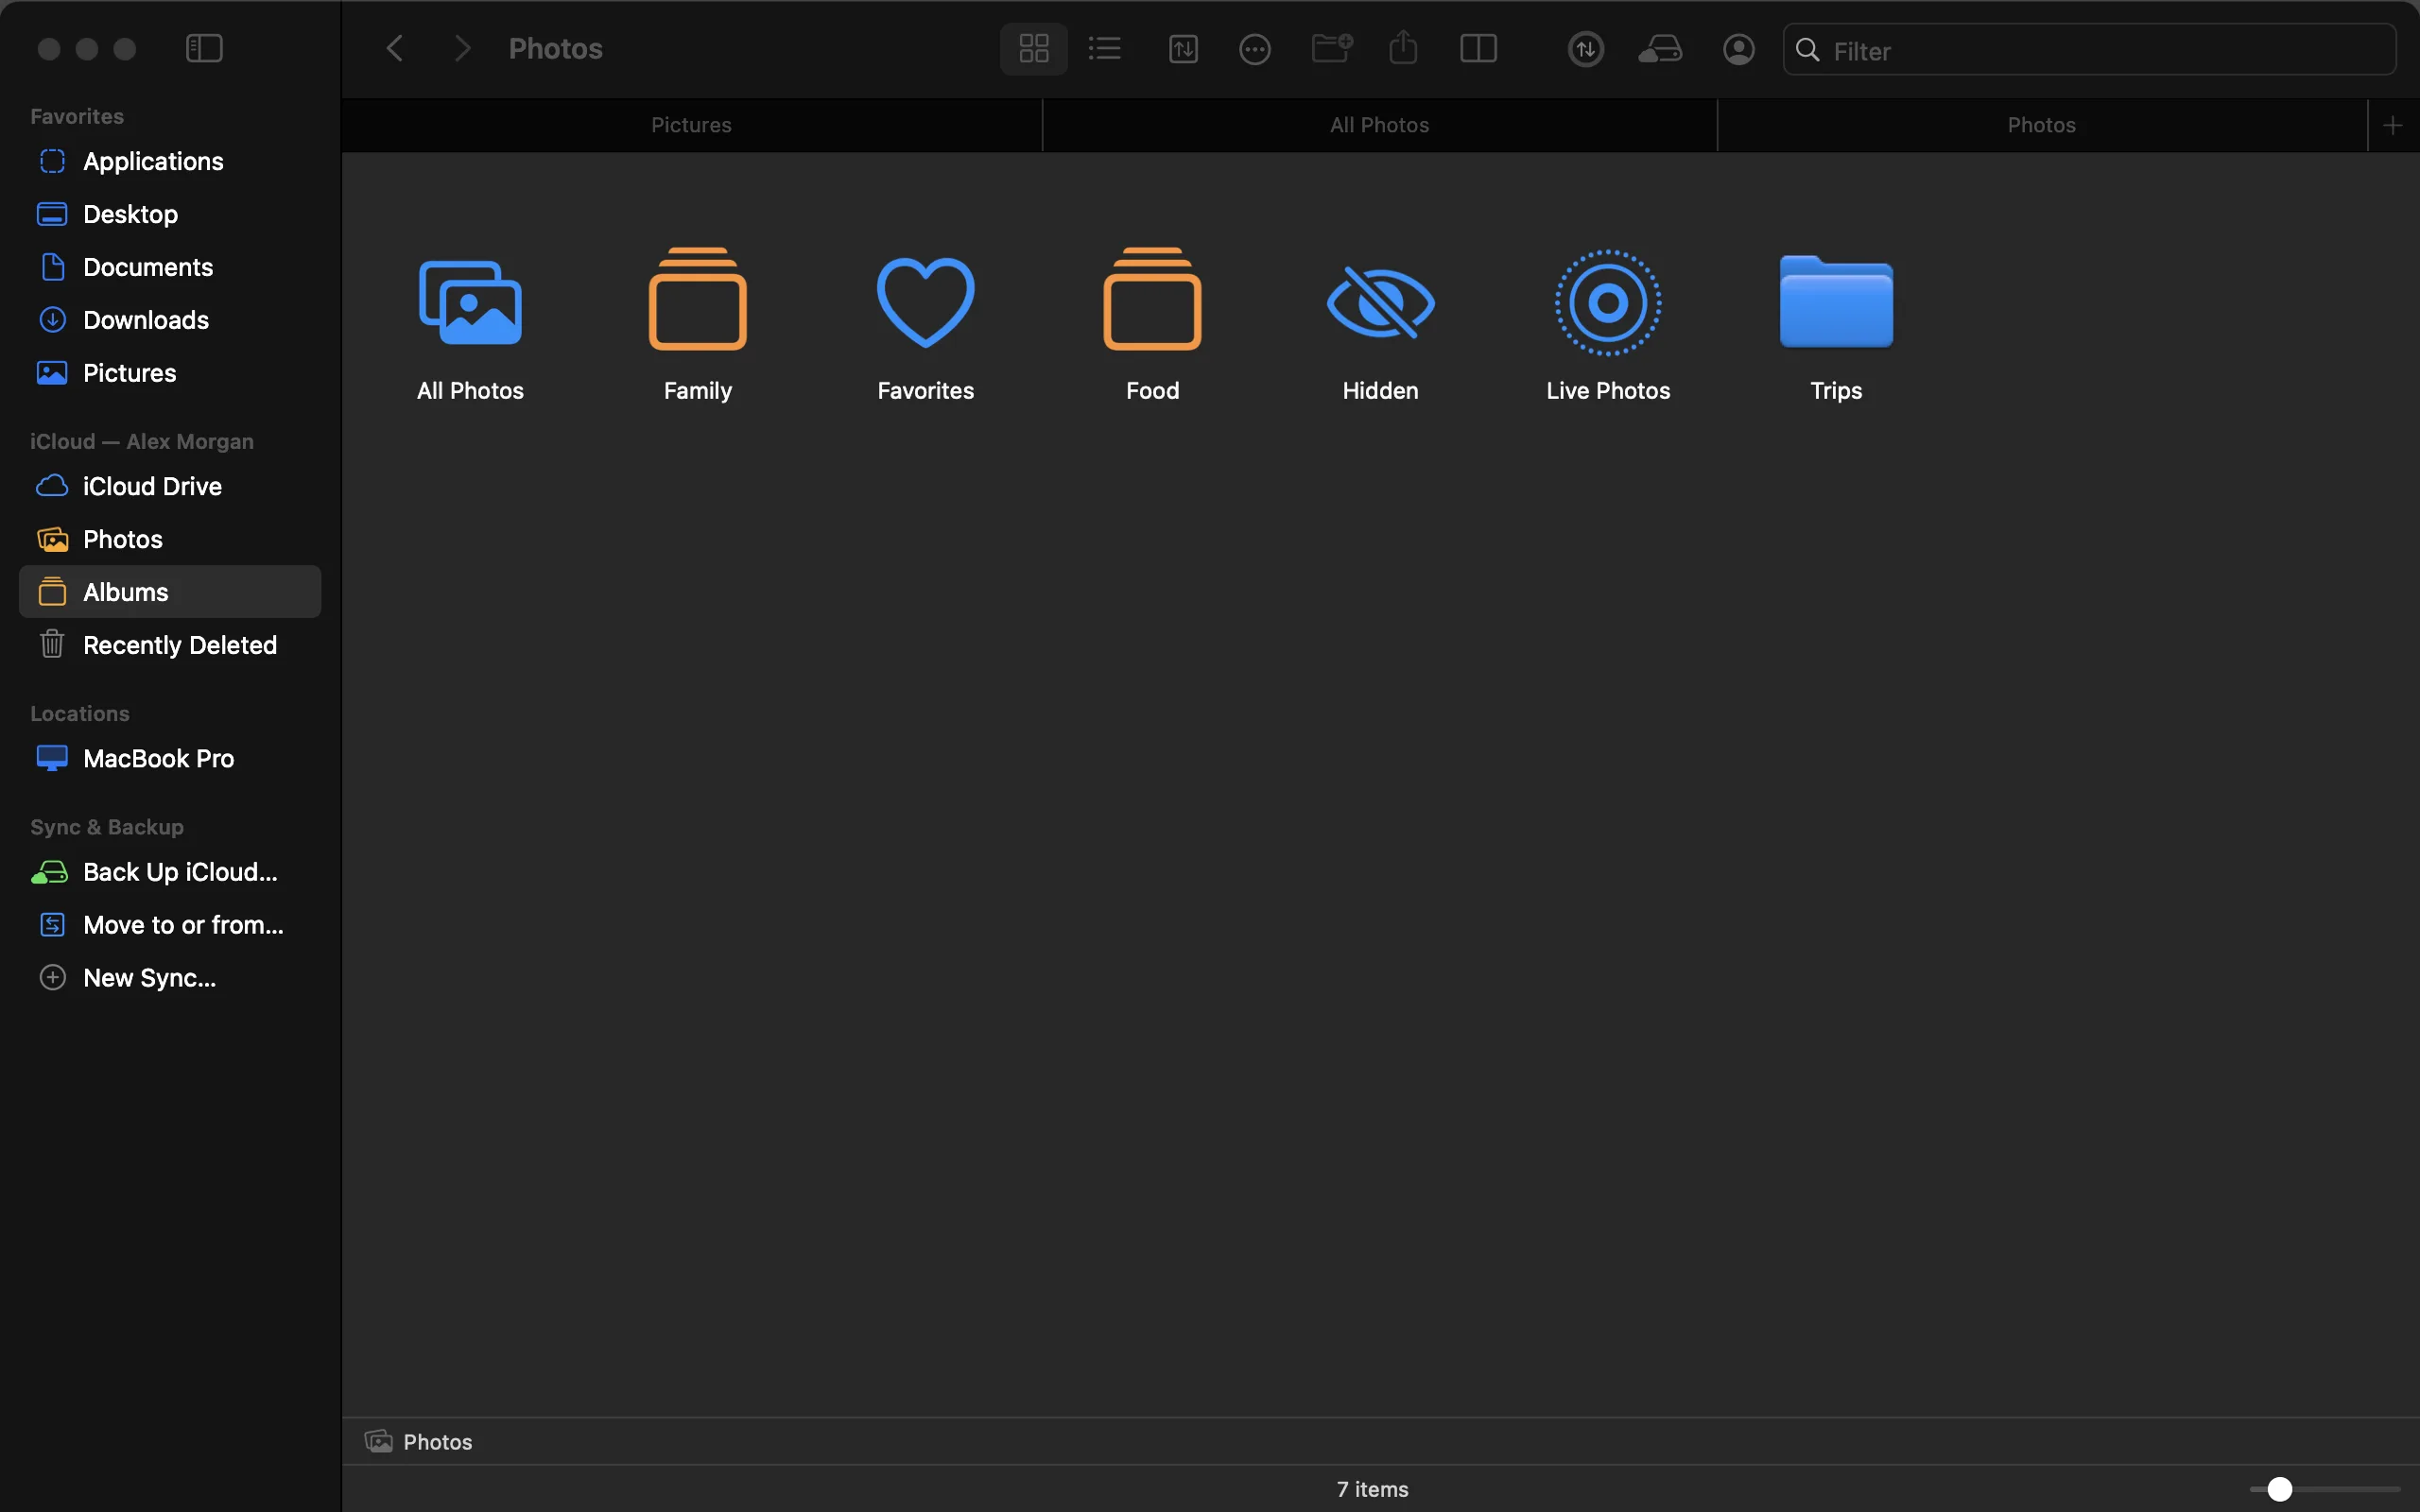 Photos
Filter
Favorites
Applications
Desktop
Documents
Downloads
Pictures
iCloud — Alex Morgan
iCloud Drive
Photos
Albums
Recently Deleted
Locations
MacBook Pro
Sync & Backup
Back Up iCloud...
Move to or from...
New Sync...
Pictures
All Photos
Photos
All Photos
Family
Favorites
Food
Hidden
Live Photos
Trips
Photos
7 items